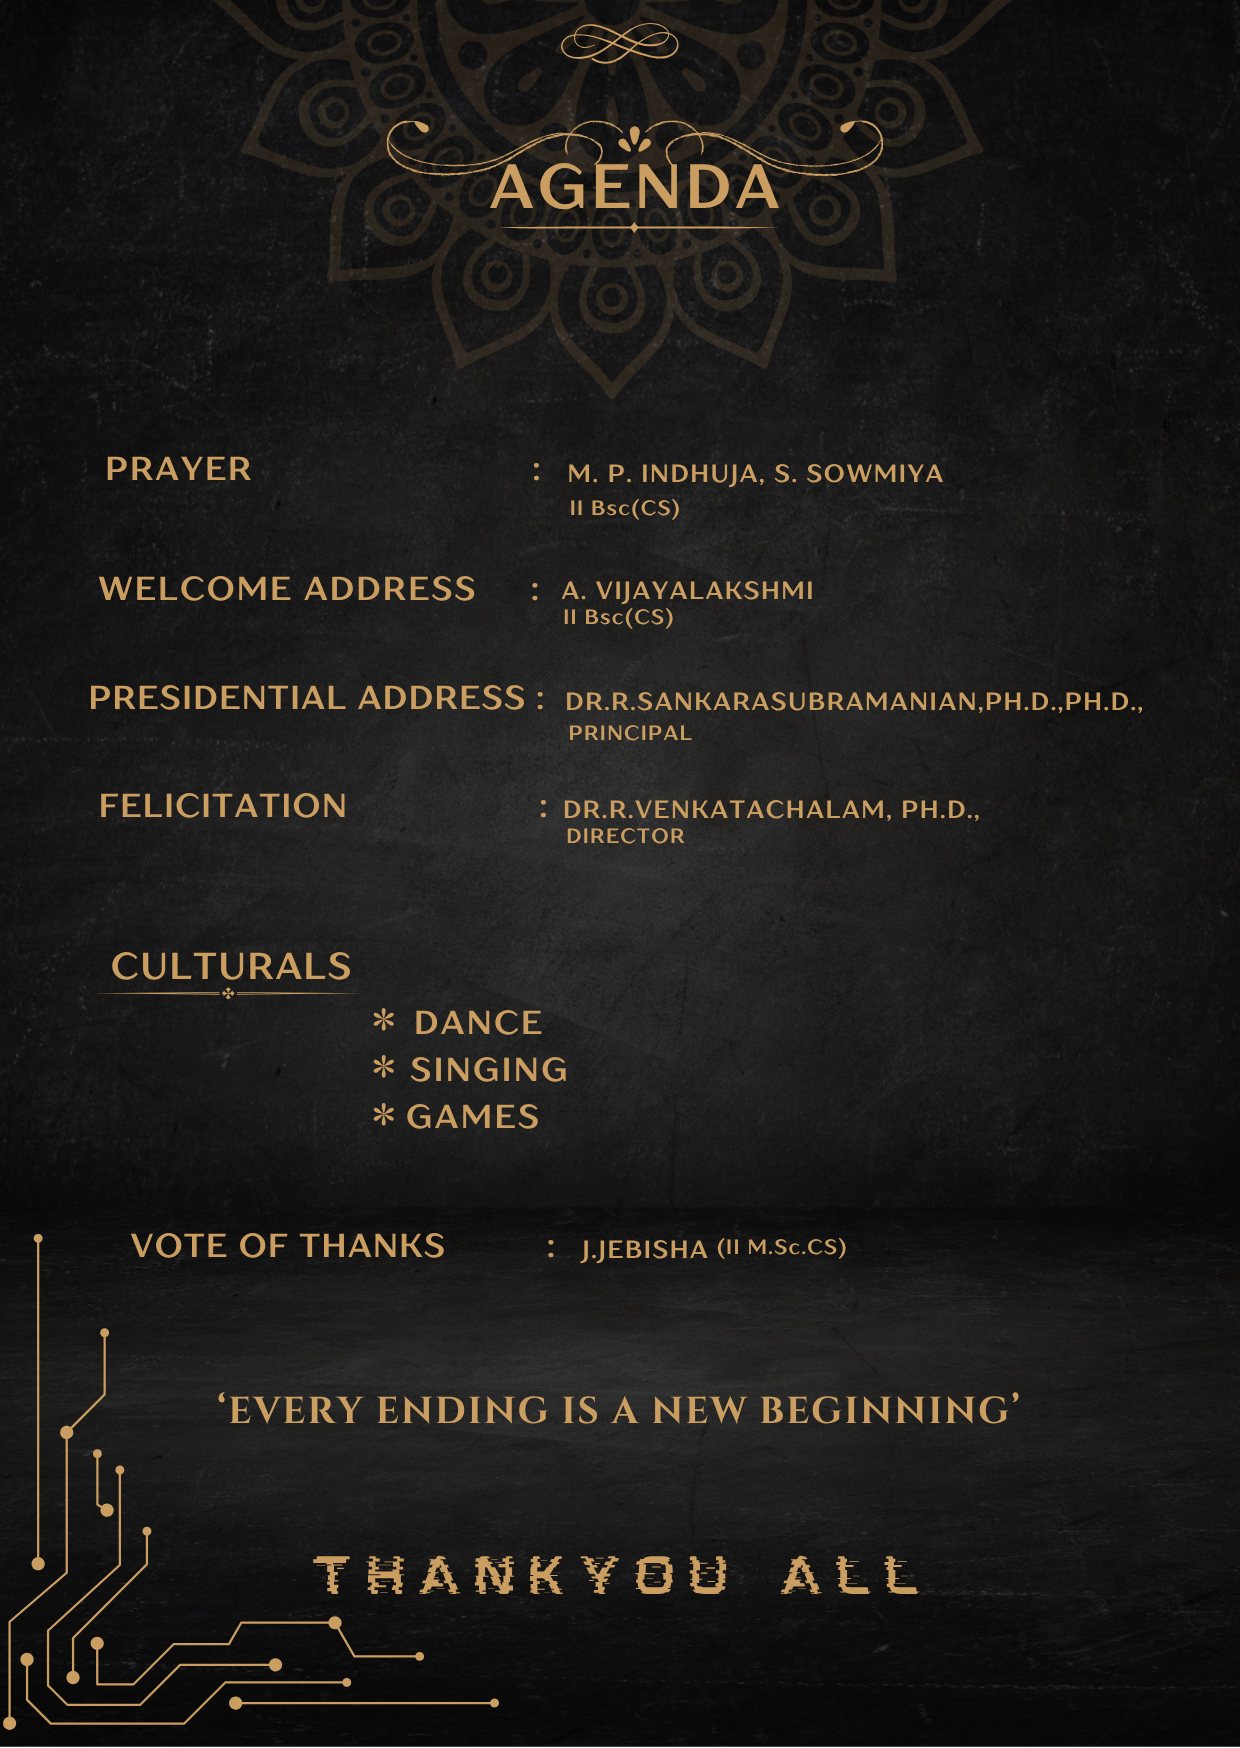 AGENDA
PRAYER : M. P. INDHUJA, S. SOWMIYA
II Bsc(CS)
WELCOME ADDRESS : A. VIJAYALAKSHMI
II Bsc(CS)
PRESIDENTIAL ADDRESS : DR.R.SANKARASUBRAMANIAN,PH.D.,PH.D.,
PRINCIPAL
FELICITATION : DR.R.VENKATACHALAM, PH.D.,
DIRECTOR
CULTURALS
* DANCE
* SINGING
* GAMES
VOTE OF THANKS : J.JEBISHA (II M.Sc.CS)
‘EVERY ENDING IS A NEW BEGINNING’
THANKYOU ALL